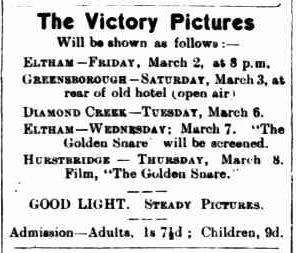 The Victory Pictures
Will be shown as follows:—
ELTHAM—FRIDAY, March 2, at 8 p.m.
GREENSBOROUGH—SATURDAY, March 3, at
rear of old hotel (open air)
DIAMOND CREEK—TUESDAY, March 6.
ELTHAM—WEDNESDAY; March 7. "The
Golden Snare" will be screened.
HURSTBRIDGE — THURSDAY, March 8.
Film, "The Golden Snare."
GOOD LIGHT. STEADY PICTURES.
Admission—Adults, 1s 7½d; Children, 9d.